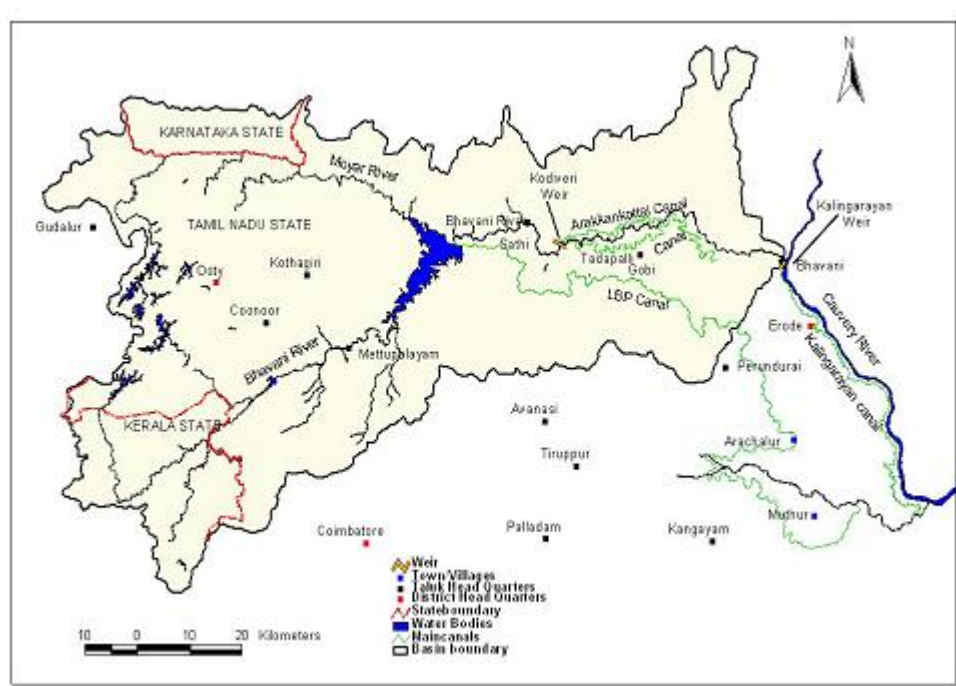 N
KARNATAKA STATE
Moyar River
Kodiveri
Weir
Arakkankottai Canal
Kalingarayan
Weir
Gudalur
TAMIL NADU STATE
Bhavani River
Sathi
Tadapalli
Canal
Gobi
Bhavani
Ooty
Kothagiri
LBP Canal
Coonoor
Erode
Cauvery River
Kalingarayan canal
Bhavani River
Mettupalayam
Perundurai
Avanasi
KERALA STATE
Arachalur
Tiruppur
Muthur
Coimbatore
Palladam
Kangayam
Weir
Town/Villages
Taluk Head Quarters
District Head Quarters
Stateboundary
Water Bodies
Maincanals
Basin boundary
10 0 10 20 Kilometers